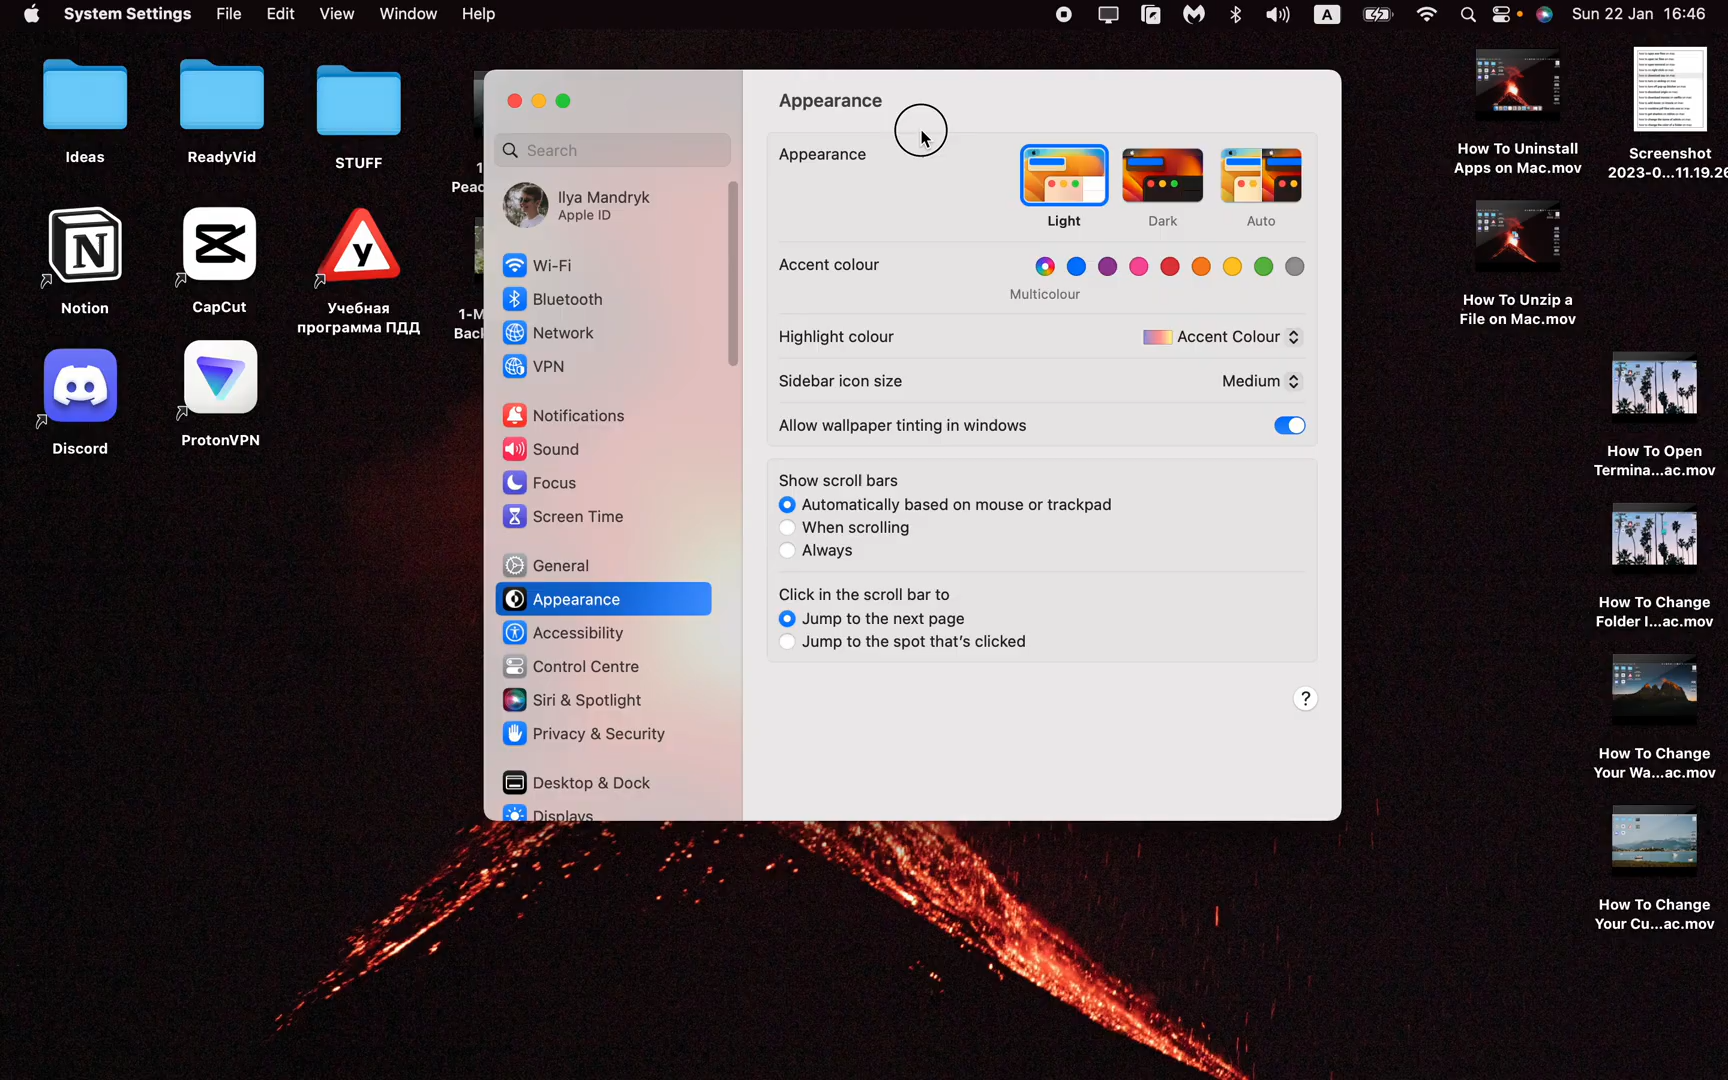 System Settings File Edit View Window Help
A
Sun 22 Jan 16:46
Ideas
ReadyVid
STUFF
N
Notion
CapCut
У
Учебная
программа ПДД
Discord
ProtonVPN
Search
Ilya Mandryk
Apple ID
Wi-Fi
Bluetooth
Network
VPN
Notifications
Sound
Focus
Screen Time
General
Appearance
Accessibility
Control Centre
Siri & Spotlight
Privacy & Security
Desktop & Dock
Displays
Appearance
Appearance
Light
Dark
Auto
Accent colour
Multicolour
Highlight colour
Accent Colour
Sidebar icon size
Medium
Allow wallpaper tinting in windows
Show scroll bars
Automatically based on mouse or trackpad
When scrolling
Always
Click in the scroll bar to
Jump to the next page
Jump to the spot that's clicked
?
How To Uninstall
Apps on Mac.mov
How To Unzip a
File on Mac.mov
Screenshot
2023-0...11.19.26
How To Open
Termina...ac.mov
How To Change
Folder I...ac.mov
How To Change
Your Wa...ac.mov
How To Change
Your Cu...ac.mov